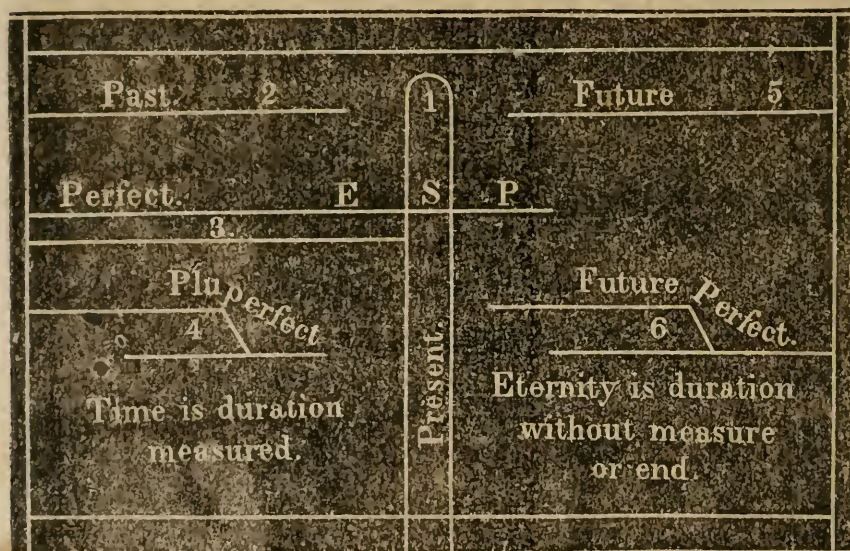 Past. 2
1
Future 5
Perfect. E S P
3.
Pluperfect
4
Future Perfect.
6
Present.
Time is duration
measured.
Eternity is duration
without measure
or end.